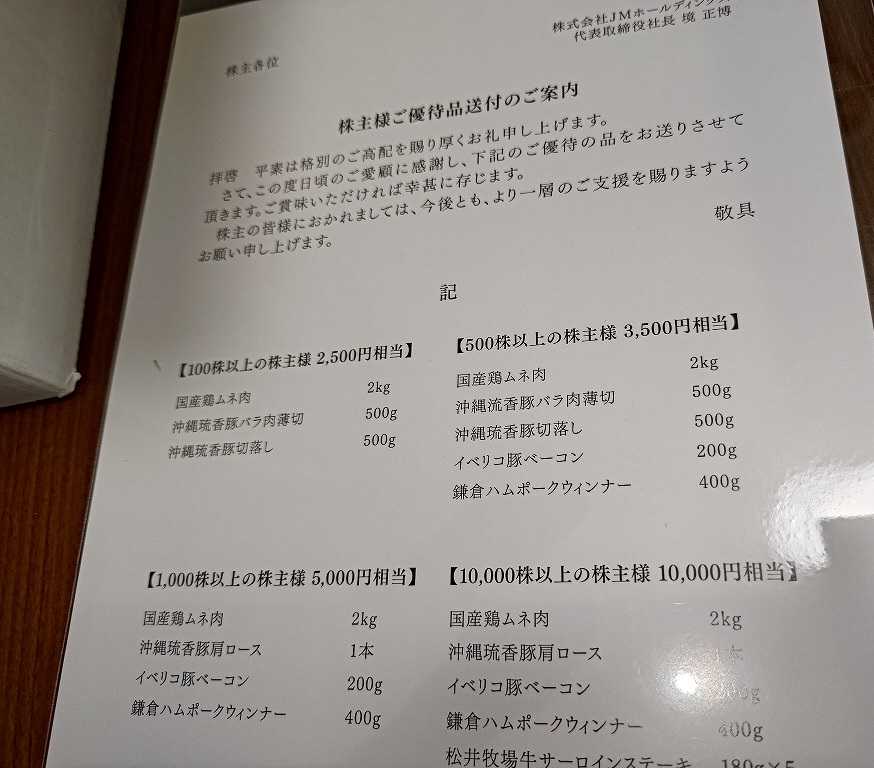 株式会社JMホールディングス
代表取締役社長 境 正博
株主各位
株主様ご優待品送付のご案内
拝啓 平素は格別のご高配を賜り厚くお礼申し上げます。
さて、この度日頃のご愛顧に感謝し、下記のご優待の品をお送りさせて
頂きます。ご賞味いただければ幸甚に存じます。
株主の皆様におかれましては、今後とも、より一層のご支援を賜りますよう
お願い申し上げます。
敬具
記
【100株以上の株主様 2,500円相当】
国産鶏ムネ肉 2kg
沖縄琉香豚バラ肉薄切 500g
沖縄琉香豚切落し 500g
【500株以上の株主様 3,500円相当】
国産鶏ムネ肉 2kg
沖縄流香豚バラ肉薄切 500g
沖縄琉香豚切落し 500g
イベリコ豚ベーコン 200g
鎌倉ハムポークウィンナー 400g
【1,000株以上の株主様 5,000円相当】
国産鶏ムネ肉 2kg
沖縄琉香豚肩ロース 1本
イベリコ豚ベーコン 200g
鎌倉ハムポークウィンナー 400g
【10,000株以上の株主様 10,000円相当】
国産鶏ムネ肉 2kg
沖縄琉香豚肩ロース 1本
イベリコ豚ベーコン
鎌倉ハムポークウィンナー 400g
松井牧場牛サーロインステーキ 180g×5